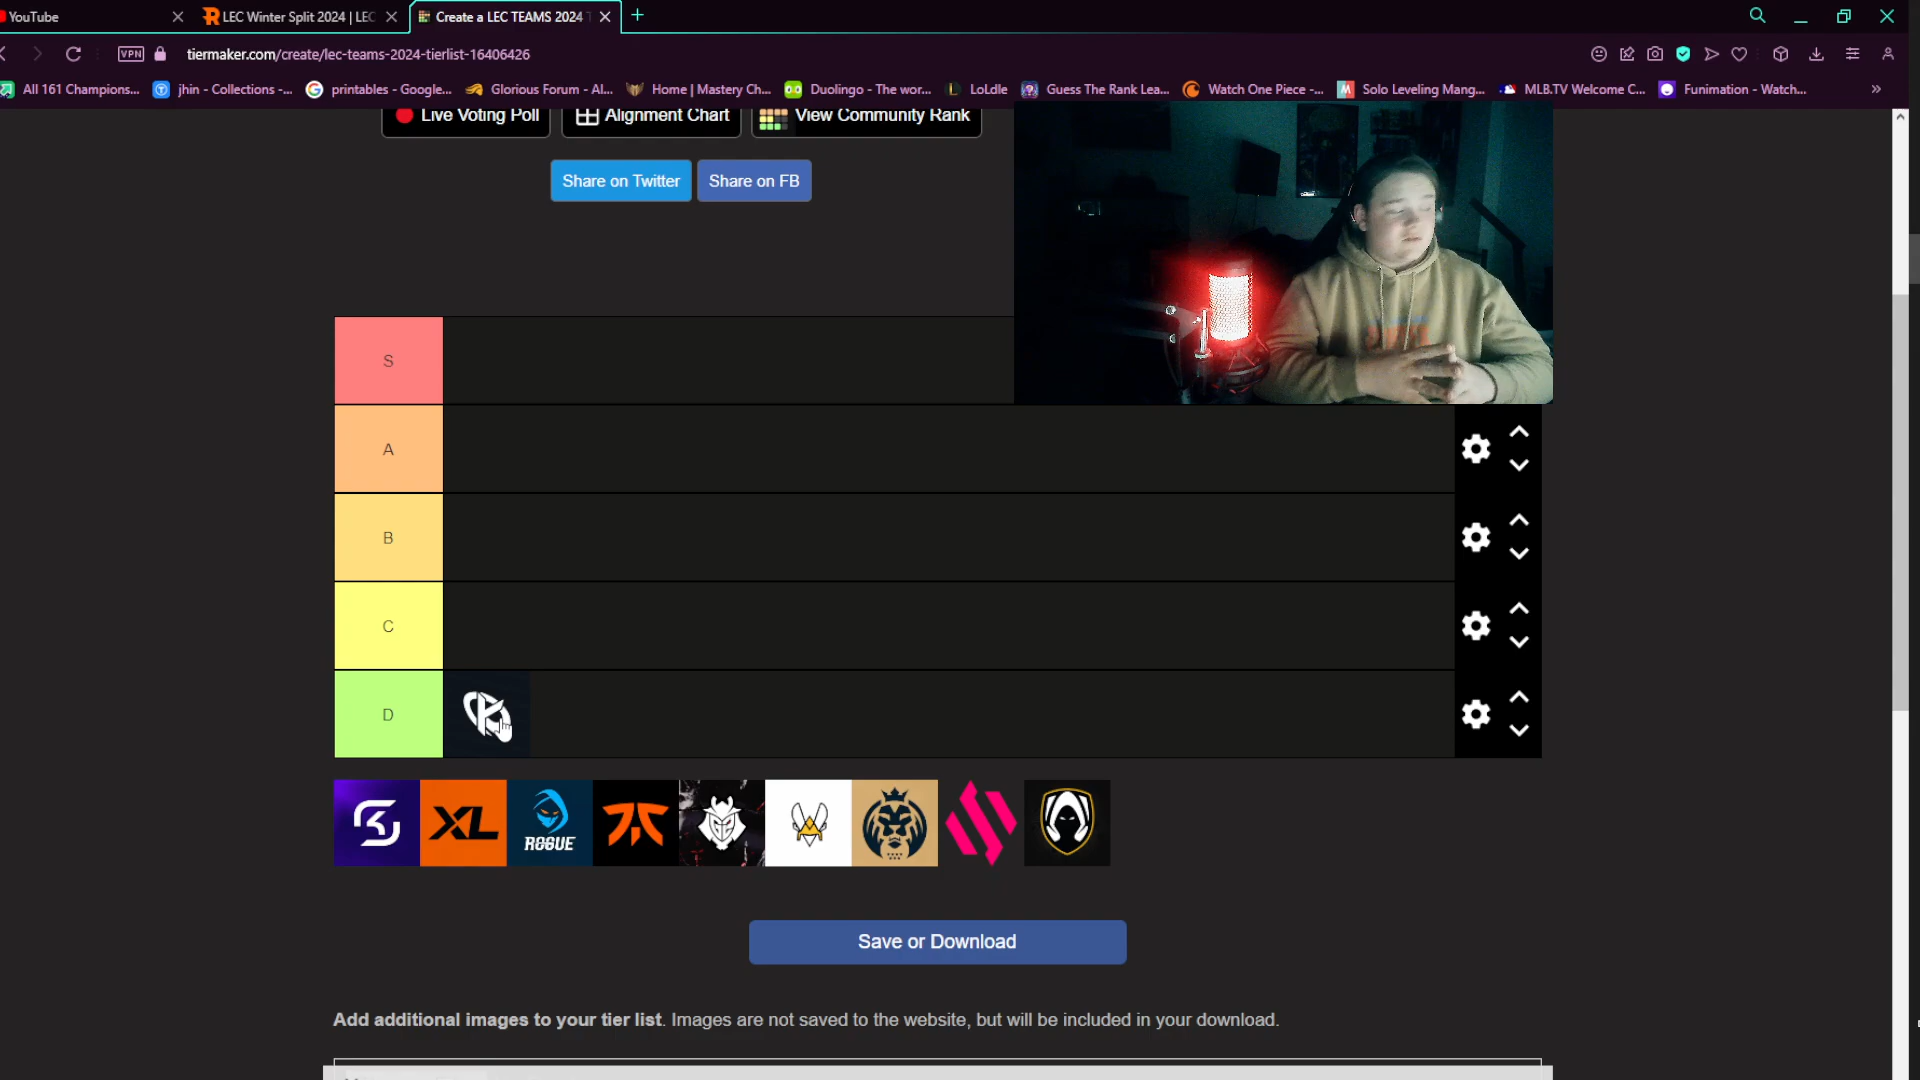 YouTube
LEC Winter Split 2024 | LEC
Create a LEC TEAMS 2024 T
VPN
tiermaker.com/create/lec-teams-2024-tierlist-16406426
All 161 Champions...
jhin - Collections -...
printables - Google...
Glorious Forum - Al...
Home | Mastery Ch...
Duolingo - The wor...
LoLdle
Guess The Rank Lea...
Watch One Piece -...
Solo Leveling Mang...
MLB.TV Welcome C...
Funimation - Watch...
Live Voting Poll
Alignment Chart
View Community Rank
Share on Twitter
Share on FB
S
A
B
C
D
XL
ROGUE
Save or Download
Add additional images to your tier list. Images are not saved to the website, but will be included in your download.